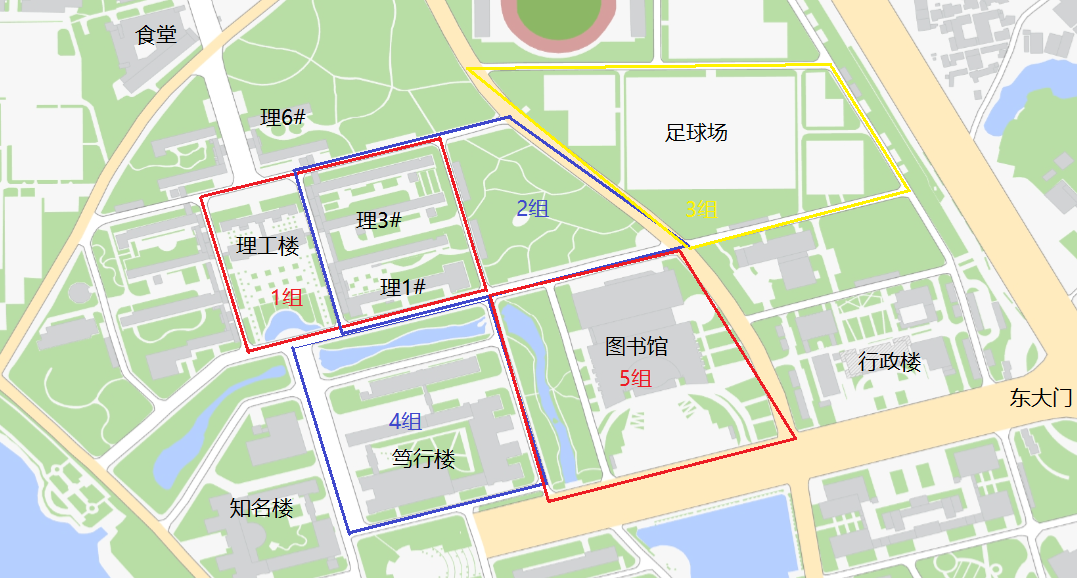 食堂
理6#
足球场
2组
3组
理3#
理工楼
理1#
1组
图书馆
5组
行政楼
东大门
4组
笃行楼
知名楼